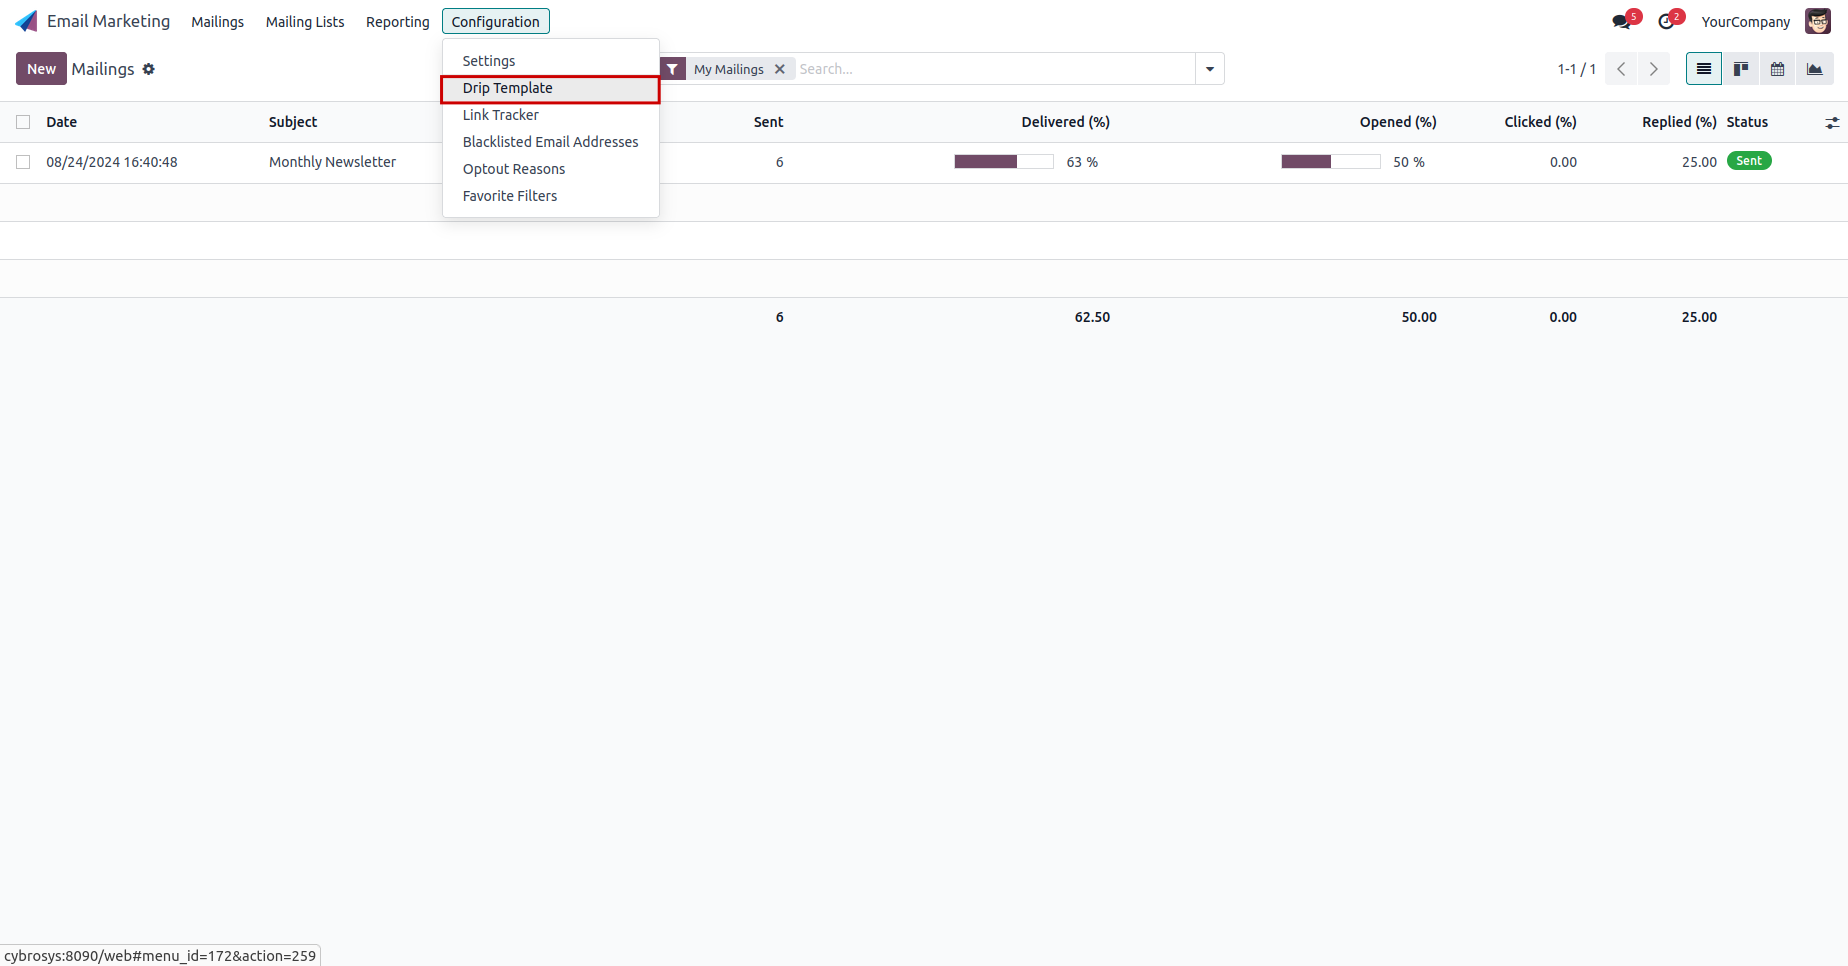 Email Marketing Mailings Mailing Lists Reporting Configuration 5 2 YourCompany
New Mailings My Mailings Search... 1-1 / 1
Settings
Drip Template
Link Tracker
Blacklisted Email Addresses
Optout Reasons
Favorite Filters
Date Subject Sent Delivered (%) Opened (%) Clicked (%) Replied (%) Status
08/24/2024 16:40:48 Monthly Newsletter 6 63 % 50 % 0.00 25.00 Sent
6 62.50 50.00 0.00 25.00
cybrosys:8090/web#menu_id=172&action=259